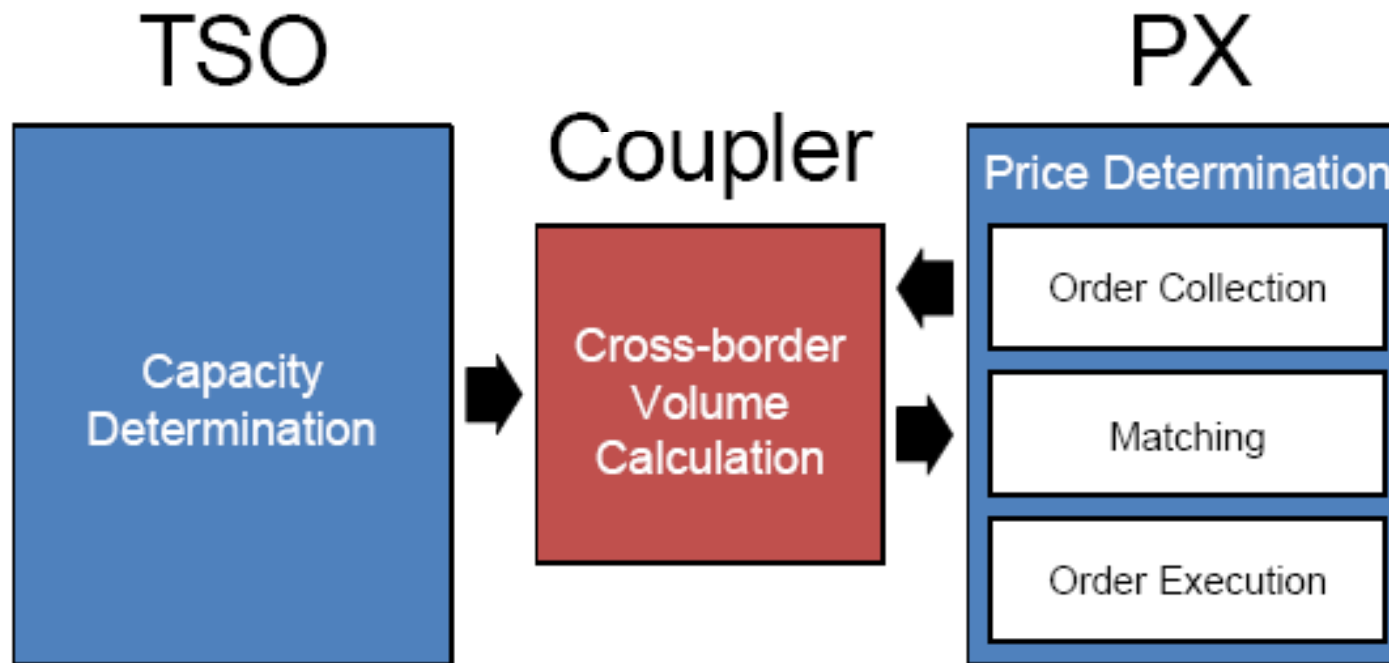 TSO
Capacity
Determination
Coupler
Cross-border
Volume
Calculation
PX
Price Determination
Order Collection
Matching
Order Execution